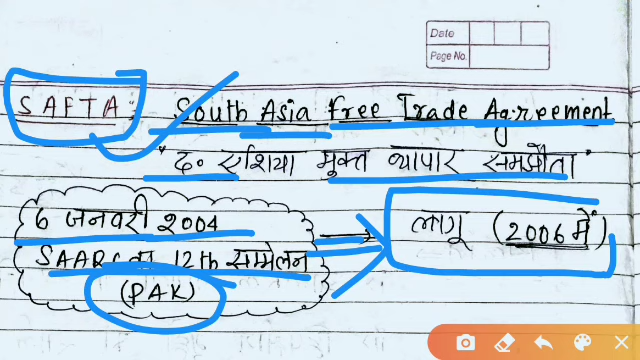 Date
Page No.
SAFTA: South Asia free Trade Agreement
"द० एशिया मुक्त व्यापार समझौता"
6 जनवरी 2004
SAARC का 12th सम्मेलन
(PAK)
लागू (2006 में)